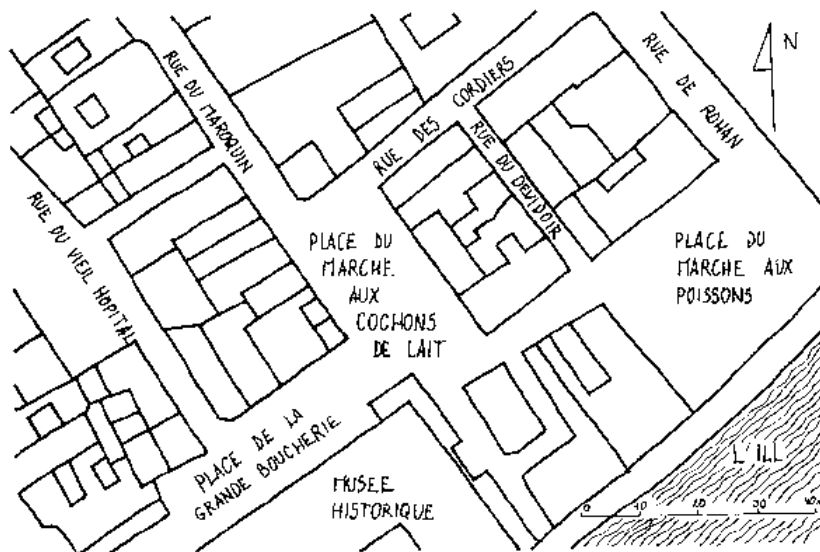 RUE DU MAROQUIN
RUE DES CORDIERS
RUE DE ROHAN
N
RUE DU DEVIDOIR
RUE DU VIEIL HOPITAL
PLACE DU
MARCHE
AUX
COCHONS
DE LAIT
PLACE DU
MARCHE AUX
POISSONS
PLACE DE LA
GRANDE BOUCHERIE
MUSEE
HISTORIQUE
L'ILL
0 10 20 30 40